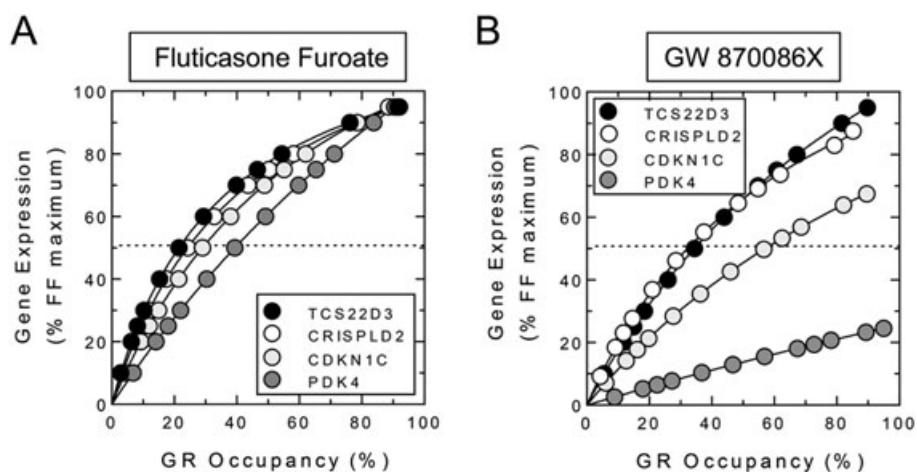 A
Fluticasone Furoate
Gene Expression
(% FF maximum)
100
80
60
40
20
0
TCS22D3
CRISPLD2
CDKN1C
PDK4
0 20 40 60 80 100
GR Occupancy (%)
B
GW 870086X
Gene Expression
(% FF maximum)
100
80
60
40
20
0
TCS22D3
CRISPLD2
CDKN1C
PDK4
0 20 40 60 80 100
GR Occupancy (%)